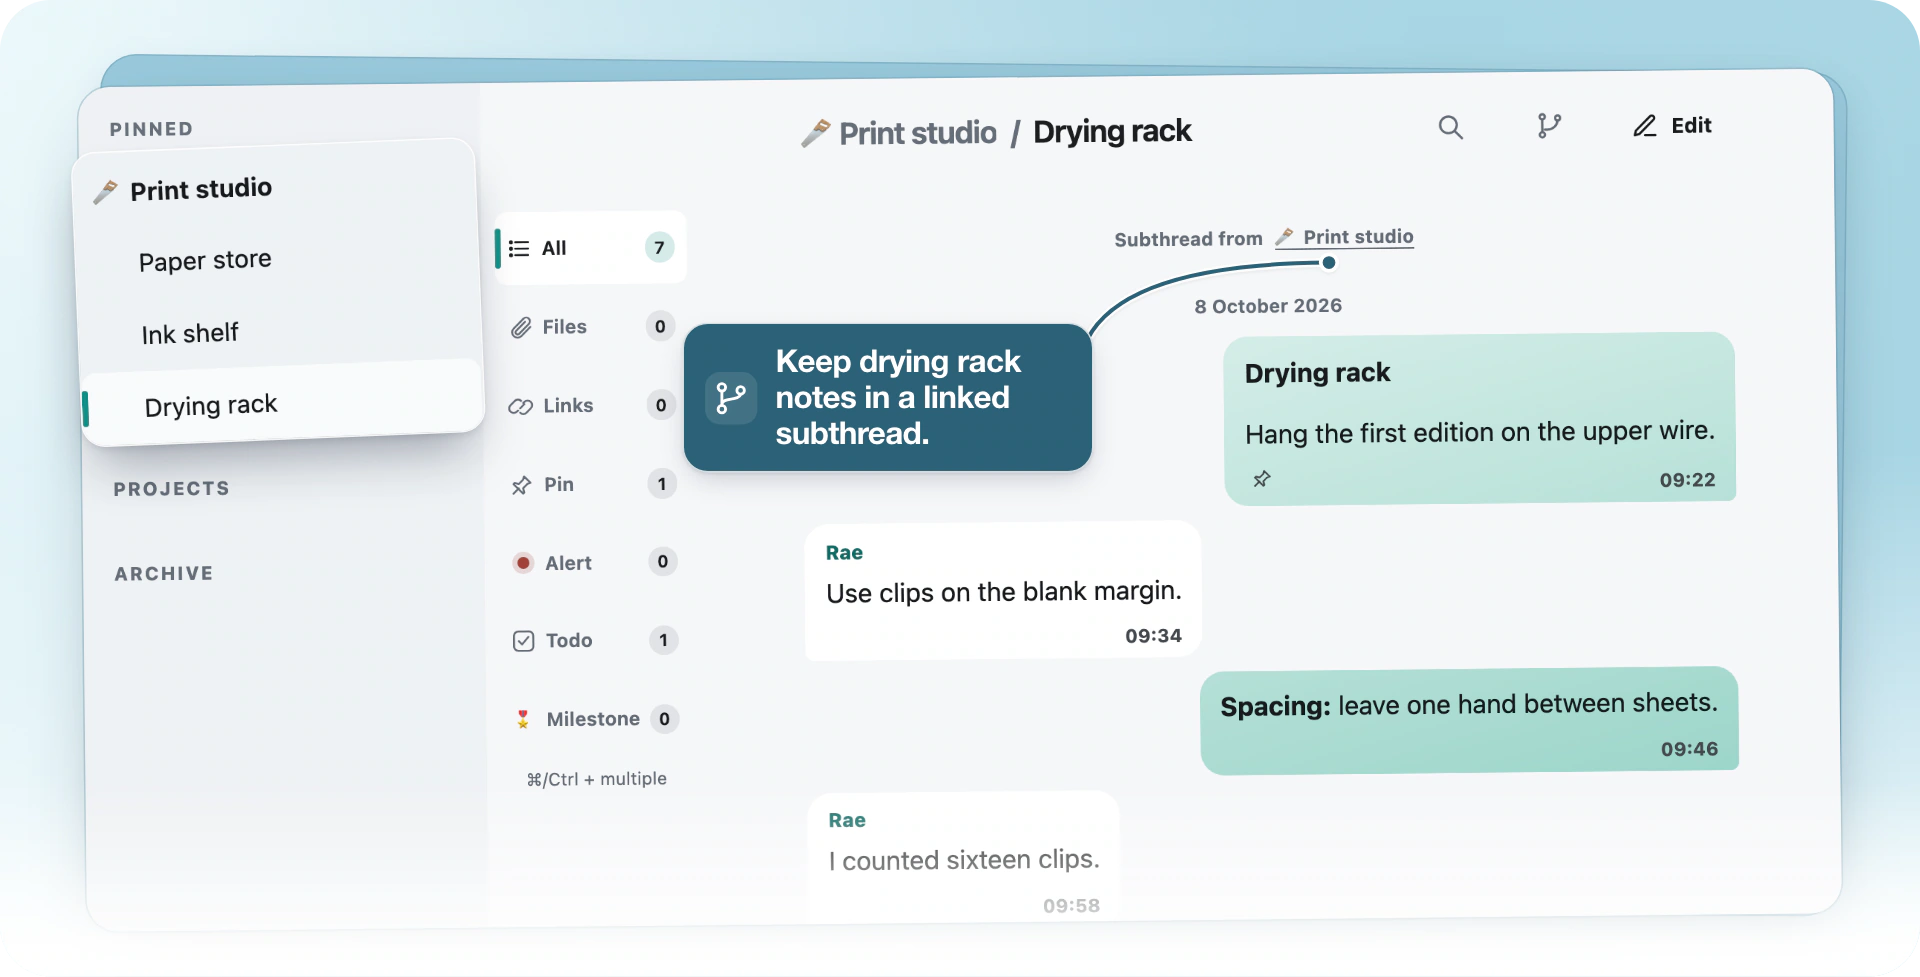 PINNED
Print studio
Paper store
Ink shelf
Drying rack
PROJECTS
ARCHIVE
Print studio / Drying rack
Edit
All 7
Files 0
Links 0
Pin 1
Alert 0
Todo 1
Milestone 0
⌘/Ctrl + multiple
Subthread from Print studio
8 October 2026
Keep drying rack
notes in a linked
subthread.
Drying rack
Hang the first edition on the upper wire.
09:22
Rae
Use clips on the blank margin.
09:34
Spacing: leave one hand between sheets.
09:46
Rae
I counted sixteen clips.
09:58